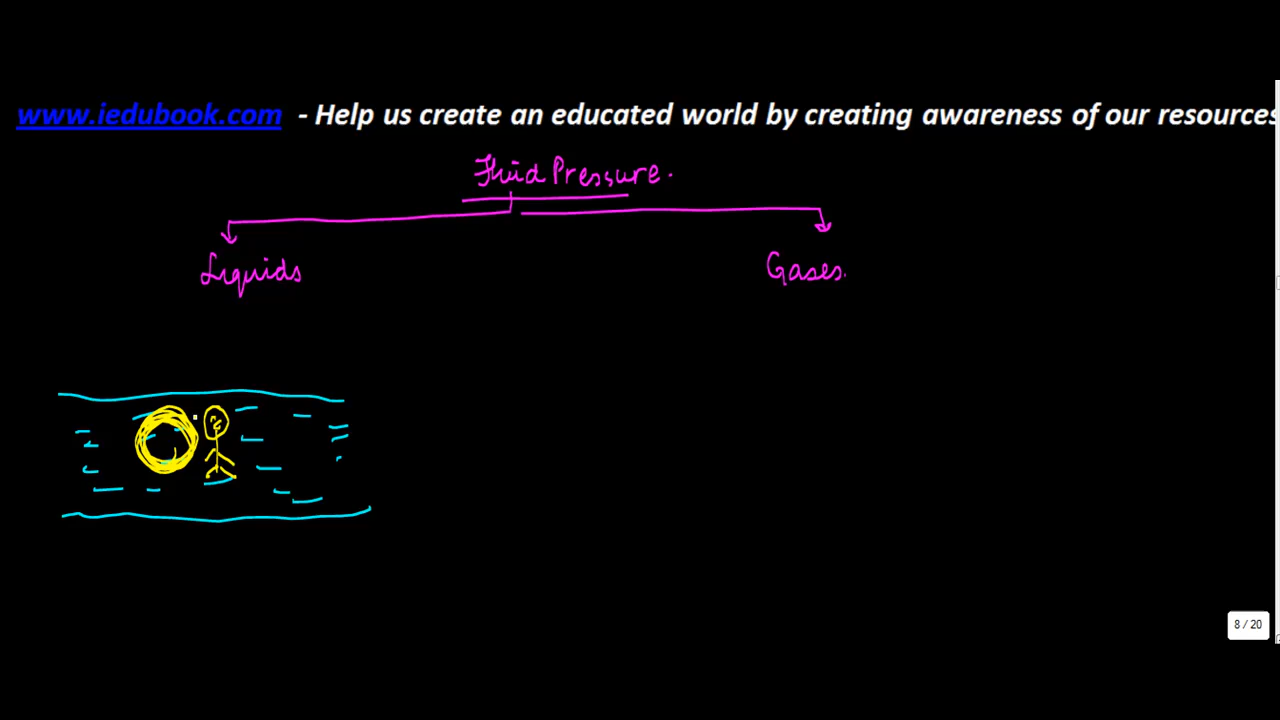 www.iedubook.com - Help us create an educated world by creating awareness of our resources
Fluid Pressure.
Liquids
Gases.
8 / 20